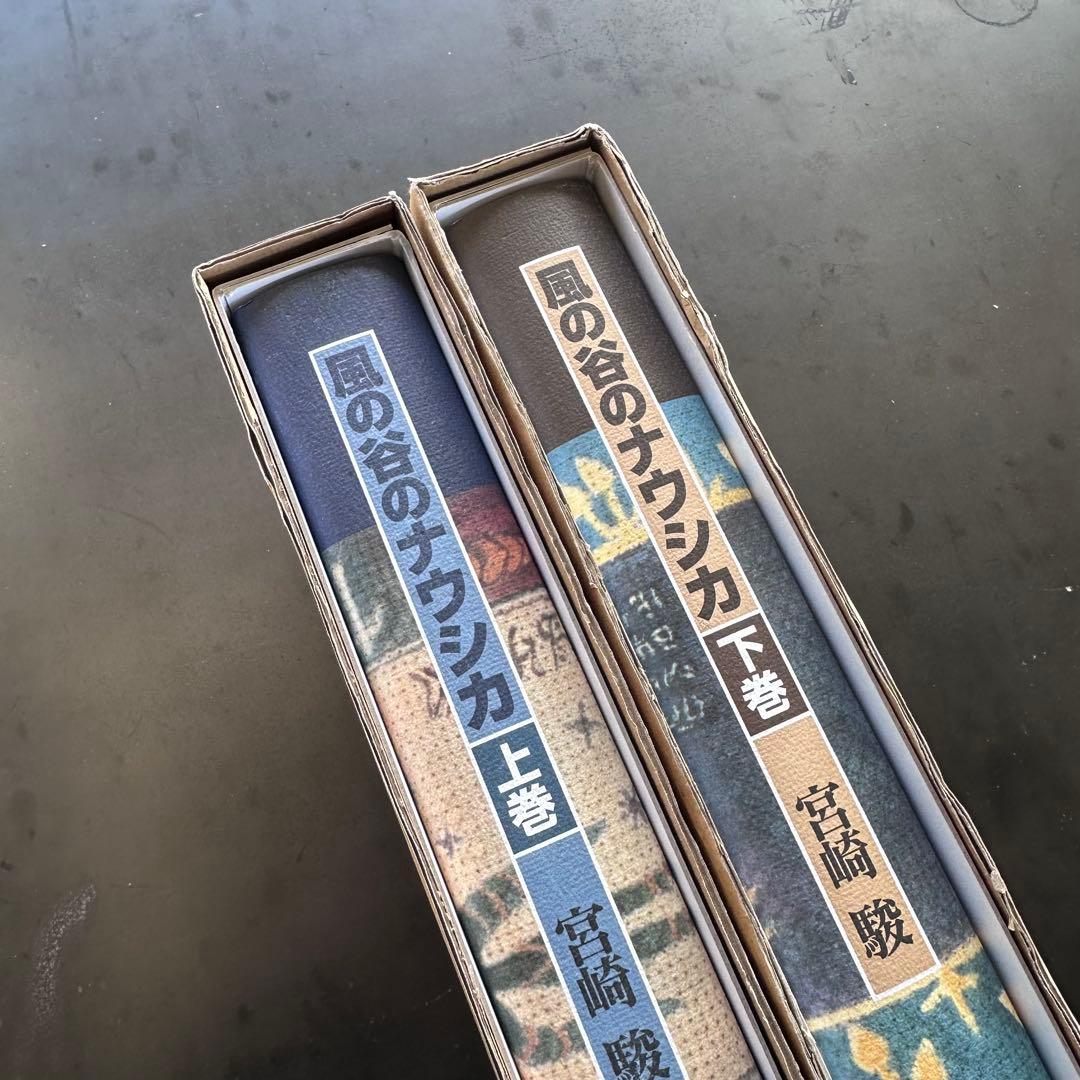 風の谷のナウシカ
上巻
宮崎 駿
風の谷のナウシカ
下巻
宮崎 駿